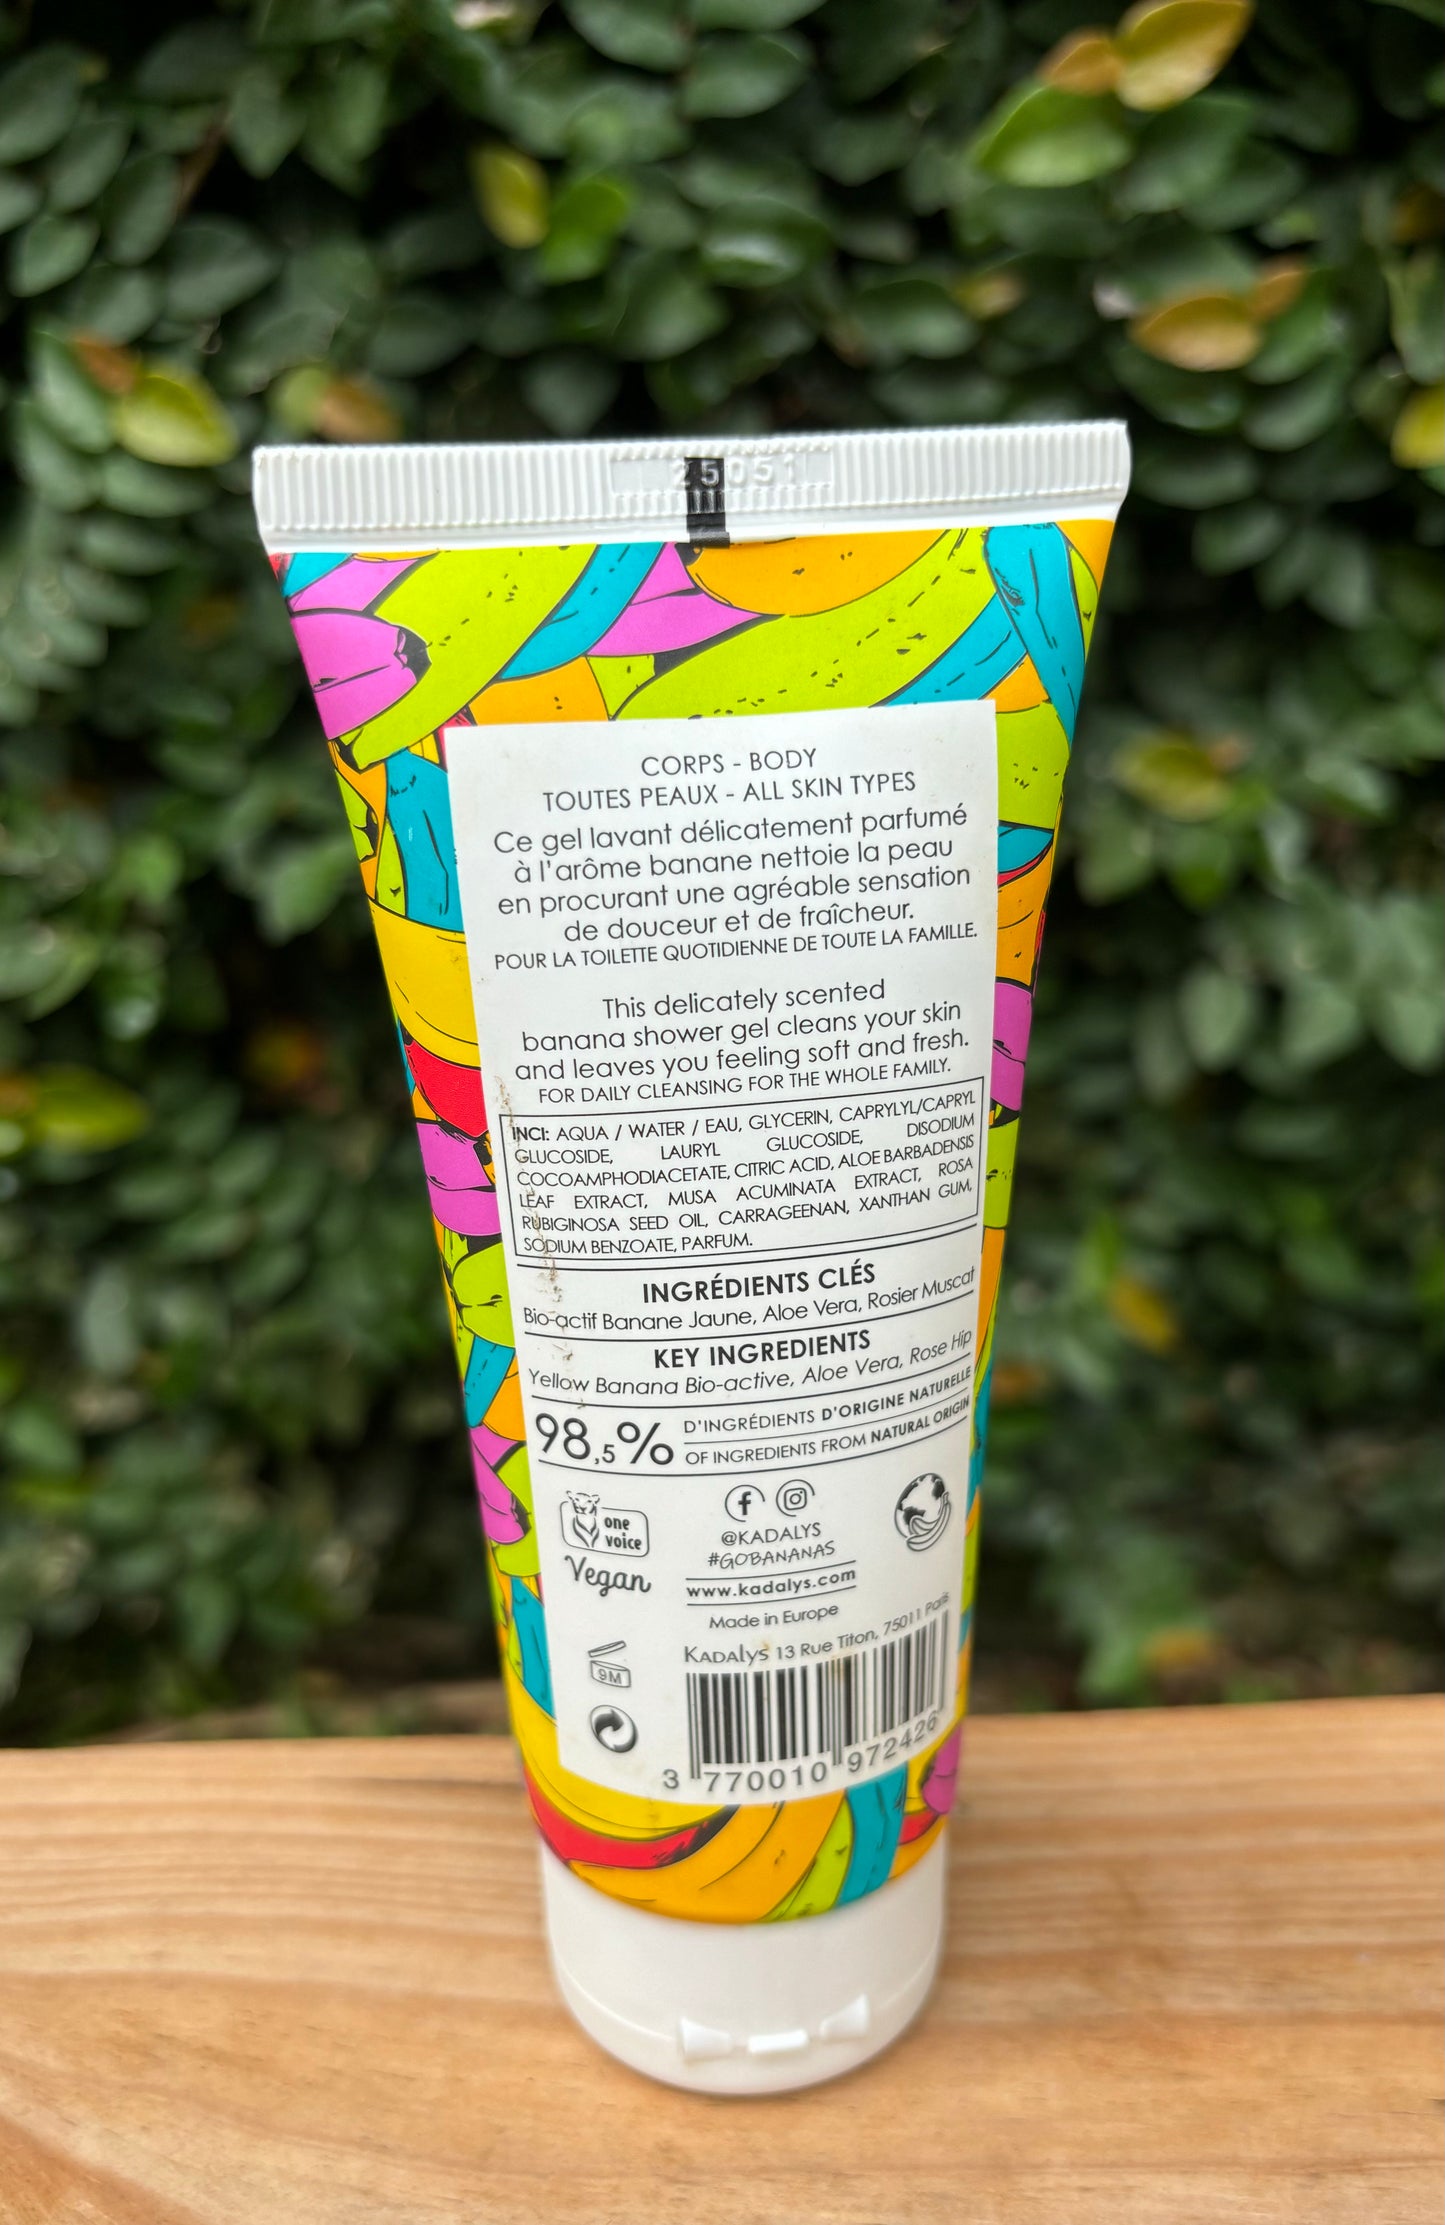 25051
CORPS - BODY
TOUTES PEAUX - ALL SKIN TYPES
Ce gel lavant délicatement parfumé
à l'arôme banane nettoie la peau
en procurant une agréable sensation
de douceur et de fraîcheur.
POUR LA TOILETTE QUOTIDIENNE DE TOUTE LA FAMILLE.
This delicately scented
banana shower gel cleans your skin
and leaves you feeling soft and fresh.
FOR DAILY CLEANSING FOR THE WHOLE FAMILY.
INCI: AQUA / WATER / EAU, GLYCERIN, CAPRYLYL/CAPRYL
GLUCOSIDE, LAURYL GLUCOSIDE, DISODIUM
COCOAMPHODIACETATE, CITRIC ACID, ALOE BARBADENSIS
LEAF EXTRACT, MUSA ACUMINATA EXTRACT, ROSA
RUBIGINOSA SEED OIL, CARRAGEENAN, XANTHAN GUM,
SODIUM BENZOATE, PARFUM.
INGRÉDIENTS CLÉS
Bio-actif Banane Jaune, Aloe Vera, Rosier Muscat
KEY INGREDIENTS
Yellow Banana Bio-active, Aloe Vera, Rose Hip
98,5% D'INGRÉDIENTS D'ORIGINE NATURELLE
OF INGREDIENTS FROM NATURAL ORIGIN
one
voice
Vegan
@KADALYS
#GOBANANAS
www.kadalys.com
Made in Europe
KADAlys 13 Rue Titon, 75011 Paris
9M
3 770010 972426